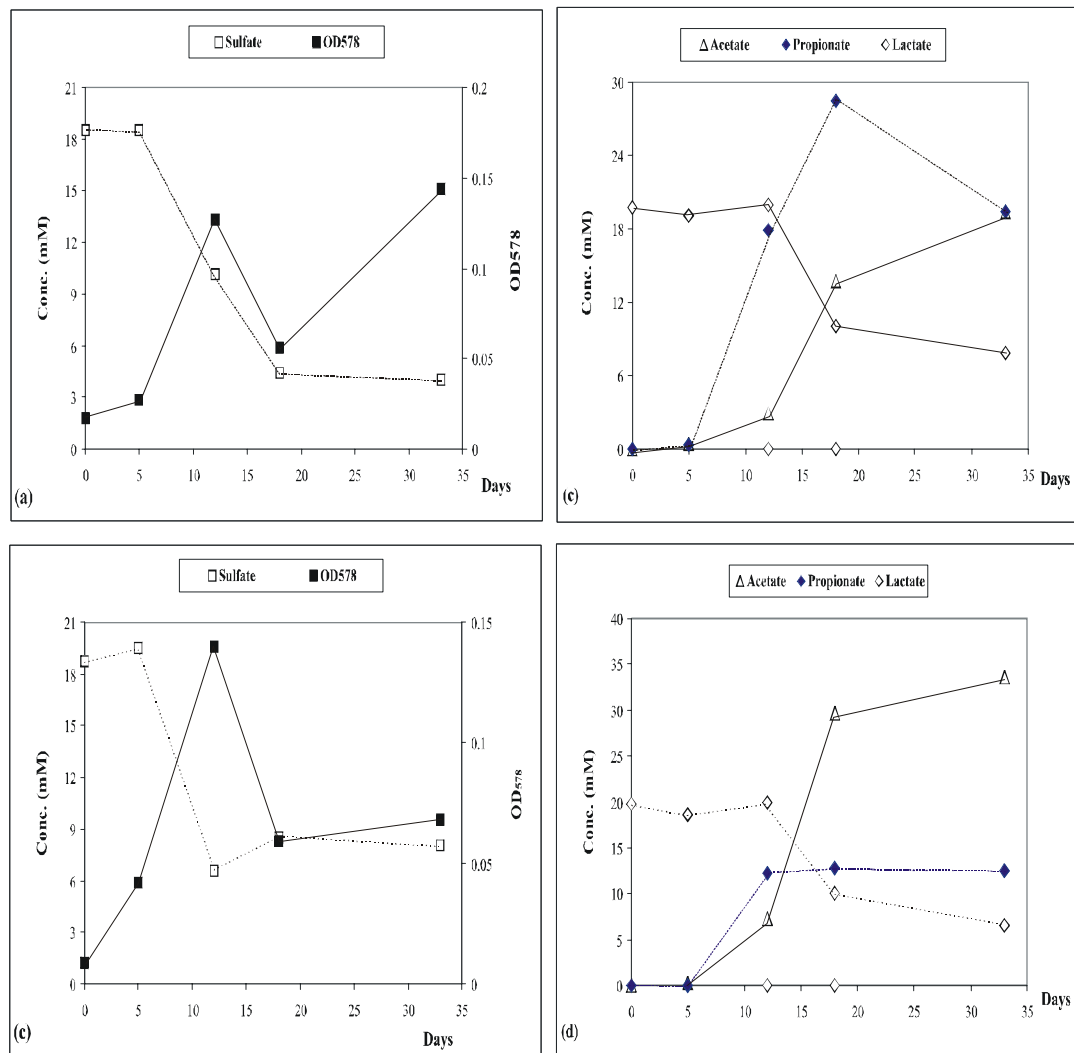 Sulfate OD578
21 18 15 12 9 6 3 0
Conc. (mM)
0.2 0.15 0.1 0.05 0
OD578
0 5 10 15 20 25 30 35
Days
(a)
Acetate Propionate Lactate
30 24 18 12 6 0
Conc. (mM)
0 5 10 15 20 25 30 35
Days
(c)
Sulfate OD578
21 18 15 12 9 6 3 0
Conc. (mM)
0.15 0.1 0.05 0
OD578
0 5 10 15 20 25 30 35
Days
(c)
Acetate Propionate Lactate
40 35 30 25 20 15 10 5 0
Conc. (mM)
0 5 10 15 20 25 30 35
Days
(d)